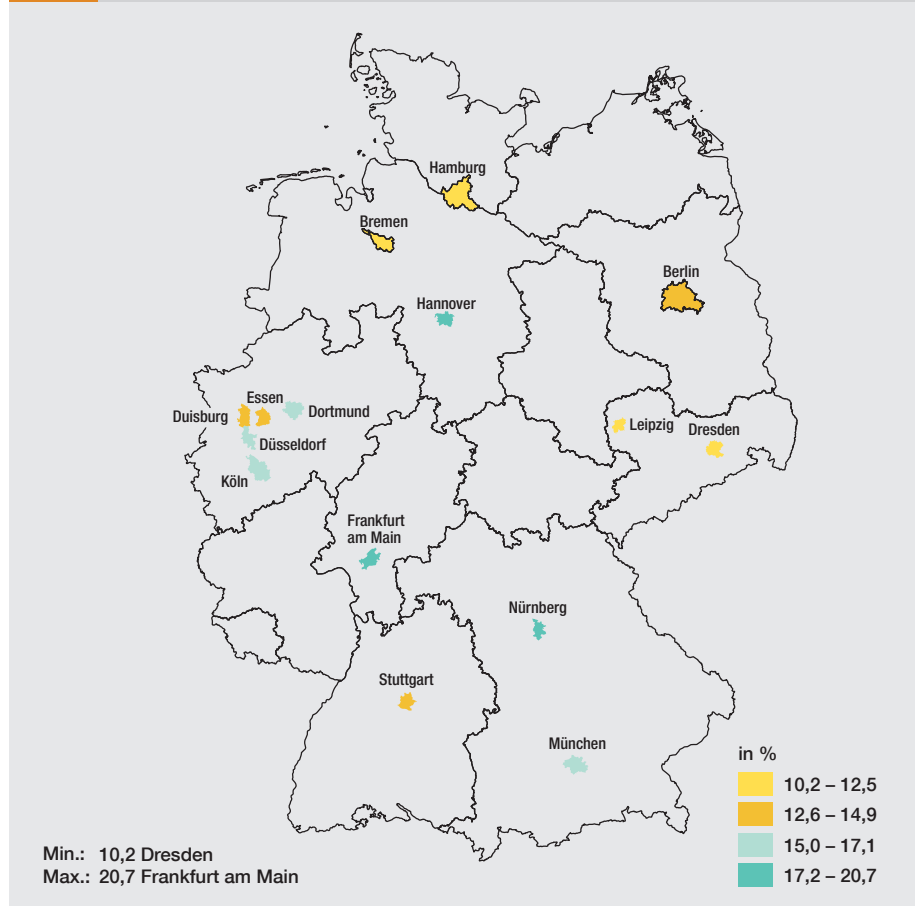 Hamburg
Bremen
Berlin
Hannover
Essen
Duisburg
Dortmund
Leipzig
Dresden
Düsseldorf
Köln
Frankfurt
am Main
Nürnberg
Stuttgart
München
in %
10,2 – 12,5
12,6 – 14,9
15,0 – 17,1
17,2 – 20,7
Min.: 10,2 Dresden
Max.: 20,7 Frankfurt am Main